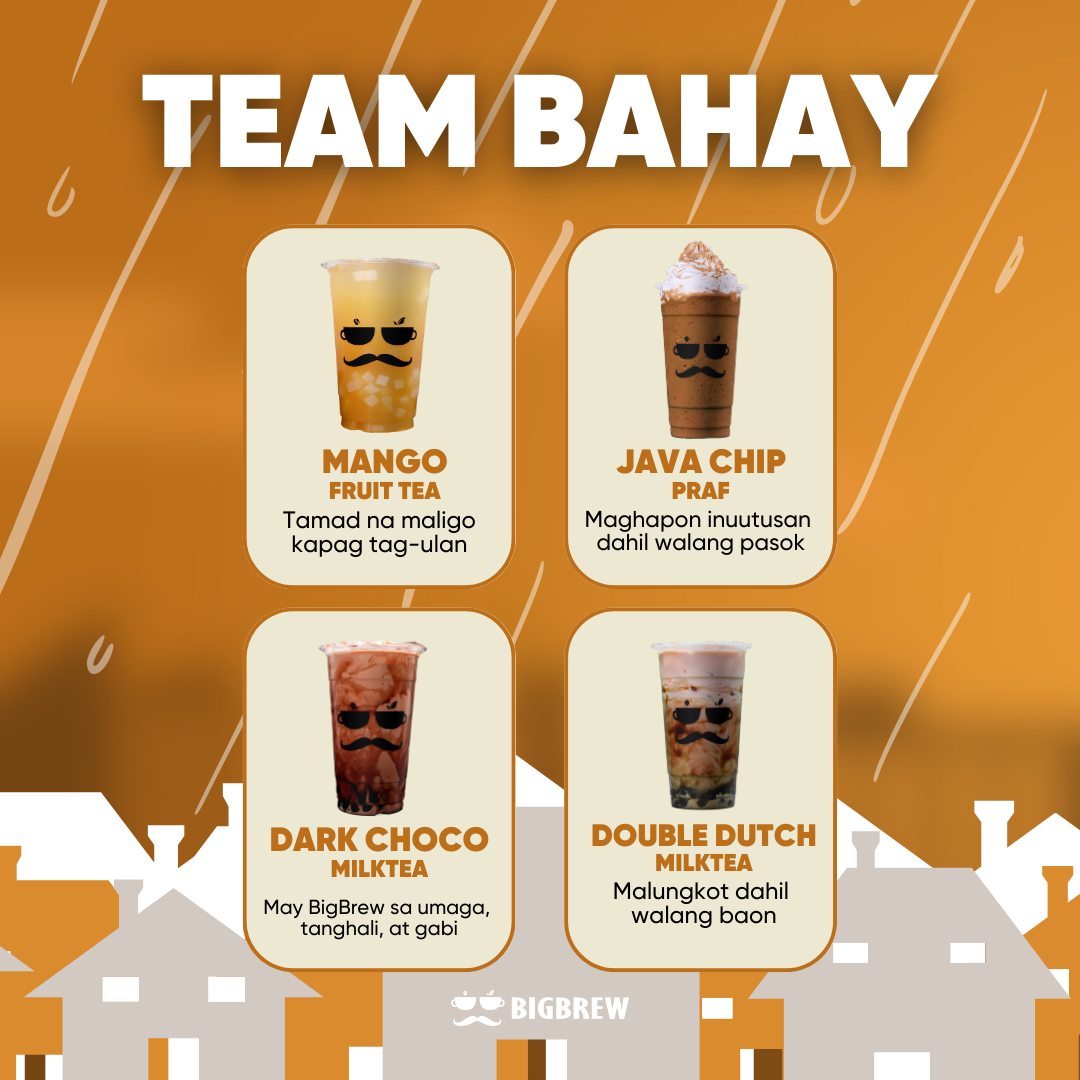 TEAM BAHAY
MANGO
FRUIT TEA
Tamad na maligo
kapag tag-ulan
JAVA CHIP
PRAF
Maghapon inuutusan
dahil walang pasok
DARK CHOCO
MILKTEA
May BigBrew sa umaga,
tanghali, at gabi
DOUBLE DUTCH
MILKTEA
Malungkot dahil
walang baon
BIGBREW